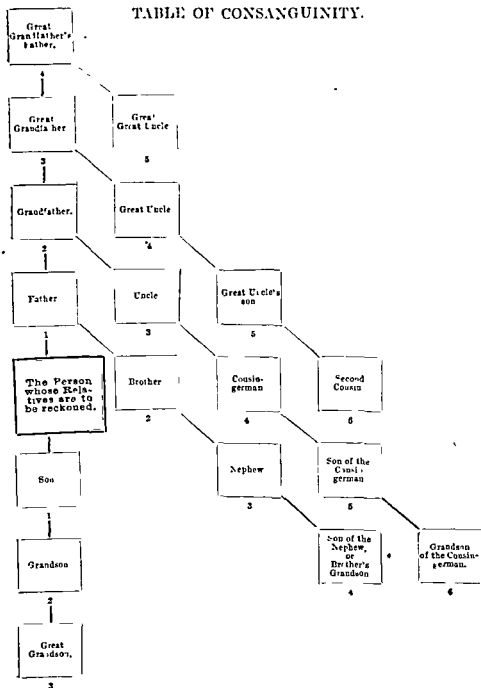 TABLE OF CONSANGUINITY.
Great
Grandfather's
Father.
4
Great
Grandfather
Great
Great Uncle
3
5
Grandfather.
Great Uncle
2
4
Father
Uncle
Great Uncle's
son
1
3
5
The Person
whose Rela-
tives are to
be reckoned.
Brother
Cousin-
german
Second
Cousin
2
4
6
Son
Nephew
Son of the
Cousin-
german
1
3
5
Grandson
Son of the
Nephew,
or
Brother's
Grandson
Grandson
of the Cousin-
german.
2
4
6
Great
Grandson.
3